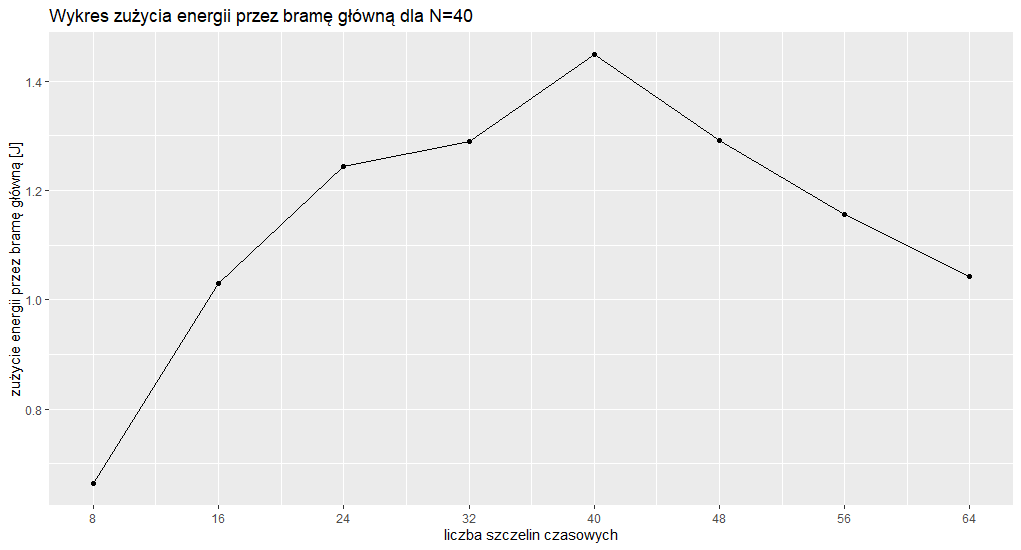 Wykres zużycia energii przez bramę główną dla N=40
zużycie energii przez bramę główną [J]
1.4
1.2
1.0
0.8
8 16 24 32 40 48 56 64
liczba szczelin czasowych